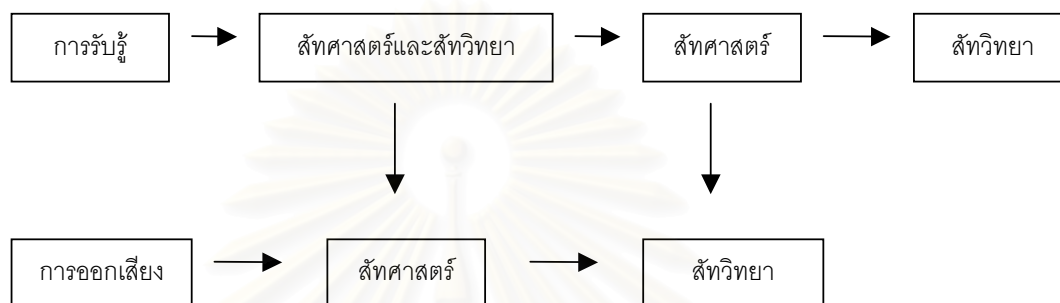 การรับรู้ สัทศาสตร์และสัทวิทยา สัทศาสตร์ สัทวิทยา
การออกเสียง สัทศาสตร์ สัทวิทยา